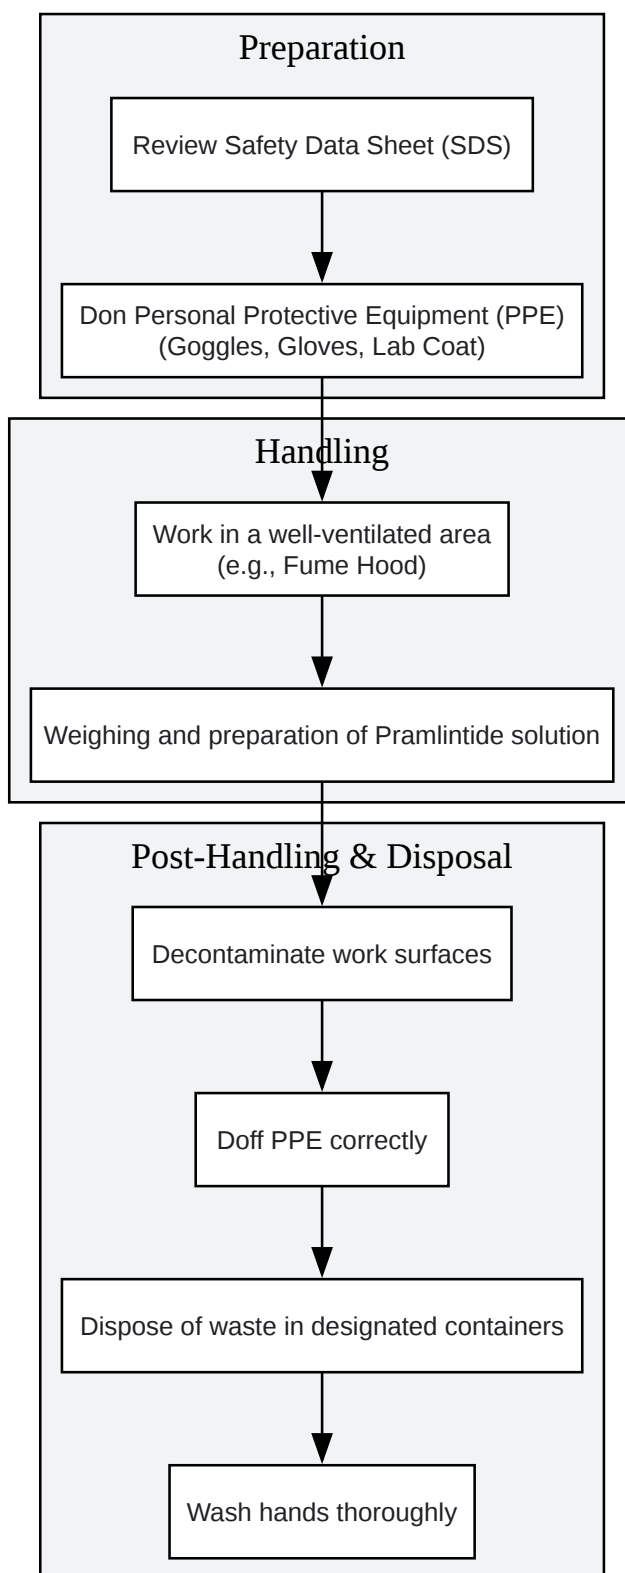 Preparation
Review Safety Data Sheet (SDS)
Don Personal Protective Equipment (PPE)
(Goggles, Gloves, Lab Coat)
Handling
Work in a well-ventilated area
(e.g., Fume Hood)
Weighing and preparation of Pramlintide solution
Post-Handling & Disposal
Decontaminate work surfaces
Doff PPE correctly
Dispose of waste in designated containers
Wash hands thoroughly